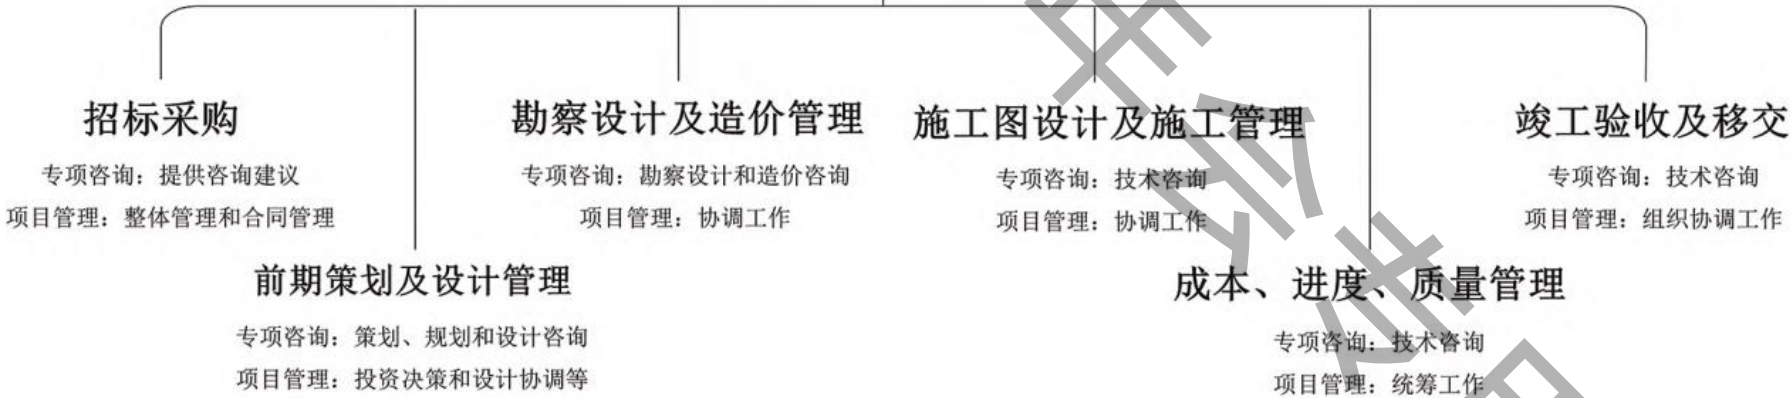 招标采购
专项咨询：提供咨询建议
项目管理：整体管理和合同管理
前期策划及设计管理
专项咨询：策划、规划和设计咨询
项目管理：投资决策和设计协调等
勘察设计及造价管理
专项咨询：勘察设计和造价咨询
项目管理：协调工作
施工图设计及施工管理
专项咨询：技术咨询
项目管理：协调工作
成本、进度、质量管理
专项咨询：技术咨询
项目管理：统筹工作
竣工验收及移交
专项咨询：技术咨询
项目管理：组织协调工作